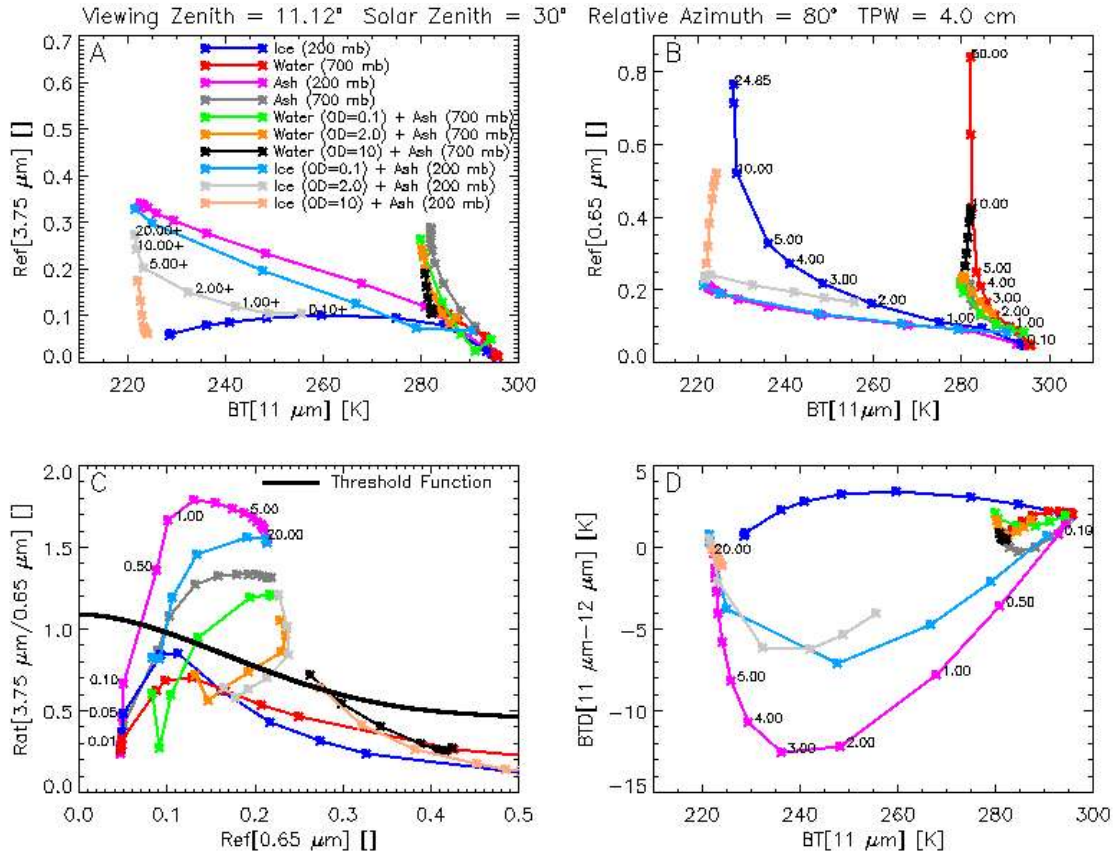 Viewing Zenith = 11.12° Solar Zenith = 30° Relative Azimuth = 80° TPW = 4.0 cm
A
Ref[3.75 μm] []
0.7
0.6
0.5
0.4
0.3
0.2
0.1
0.0
Ice (200 mb)
Water (700 mb)
Ash (200 mb)
Ash (700 mb)
Water (OD=0.1) + Ash (700 mb)
Water (OD=2.0) + Ash (700 mb)
Water (OD=10) + Ash (700 mb)
Ice (OD=0.1) + Ash (200 mb)
Ice (OD=2.0) + Ash (200 mb)
Ice (OD=10) + Ash (200 mb)
20.00+
10.00+
5.00+
2.00+
1.00+
0.10+
220 240 260 280 300
BT[11 μm] [K]
B
Ref[0.65 μm] []
0.8
0.6
0.4
0.2
0.0
24.85
10.00
5.00
4.00
3.00
2.00
1.00
10.00
5.00
4.00
3.00
2.00
1.00
0.10
220 240 260 280 300
BT[11μm] [K]
C
Threshold Function
Rat[3.75 μm/0.65 μm] []
2.0
1.5
1.0
0.5
0.0
1.00
5.00
20.00
0.50
0.10
0.05
0.01
0.0 0.1 0.2 0.3 0.4 0.5
Ref[0.65 μm] []
D
BTD[11 μm-12 μm] [K]
5
0
-5
-10
-15
20.00
5.00
4.00
3.00
2.00
1.00
0.50
0.10
220 240 260 280 300
BT[11 μm] [K]